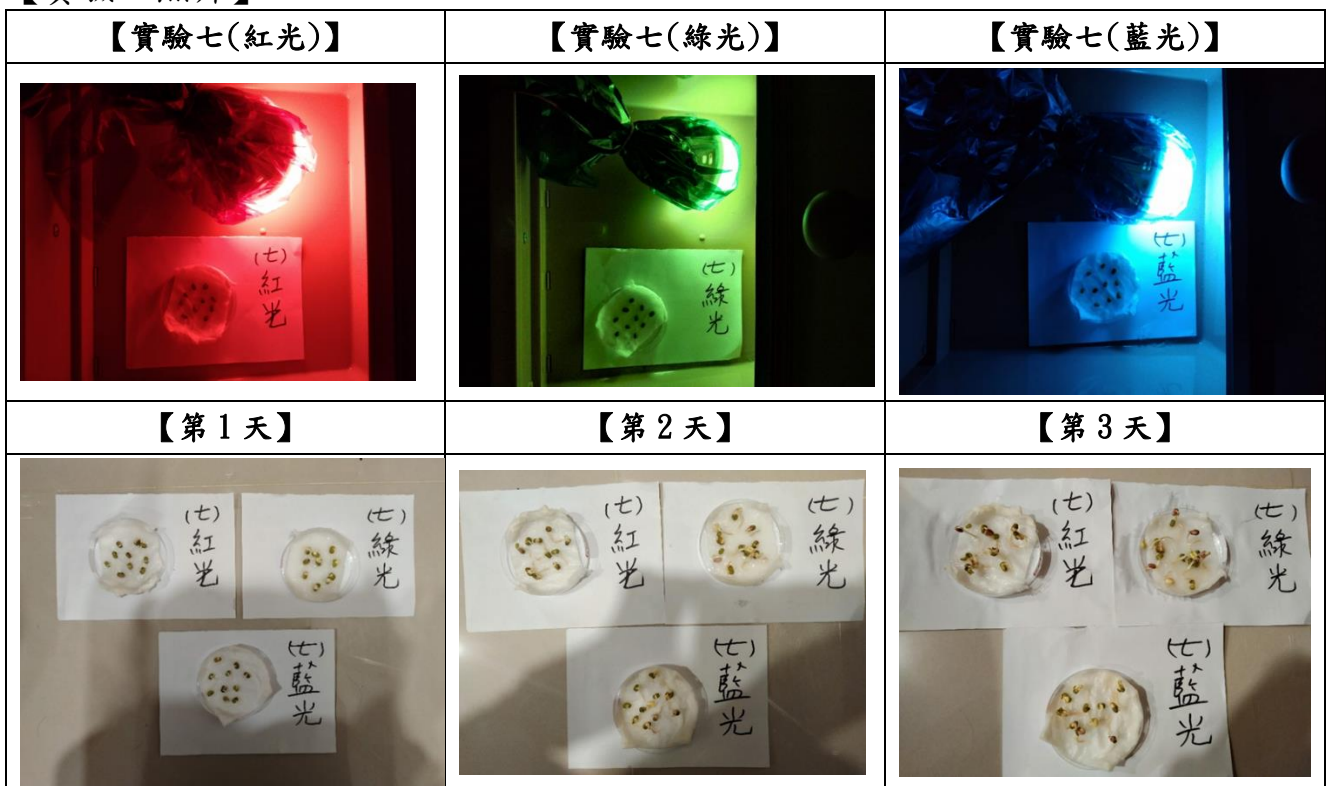 【實驗七(紅光)】
【實驗七(綠光)】
【實驗七(藍光)】
(七)
紅
光
(七)
綠
光
(七)
藍
光
【第1天】
【第2天】
【第3天】
(七)
紅
光
(七)
綠
光
(七)
藍
光
(七)
紅
光
(七)
綠
光
(七)
藍
光
(七)
紅
光
(七)
綠
光
(七)
藍
光